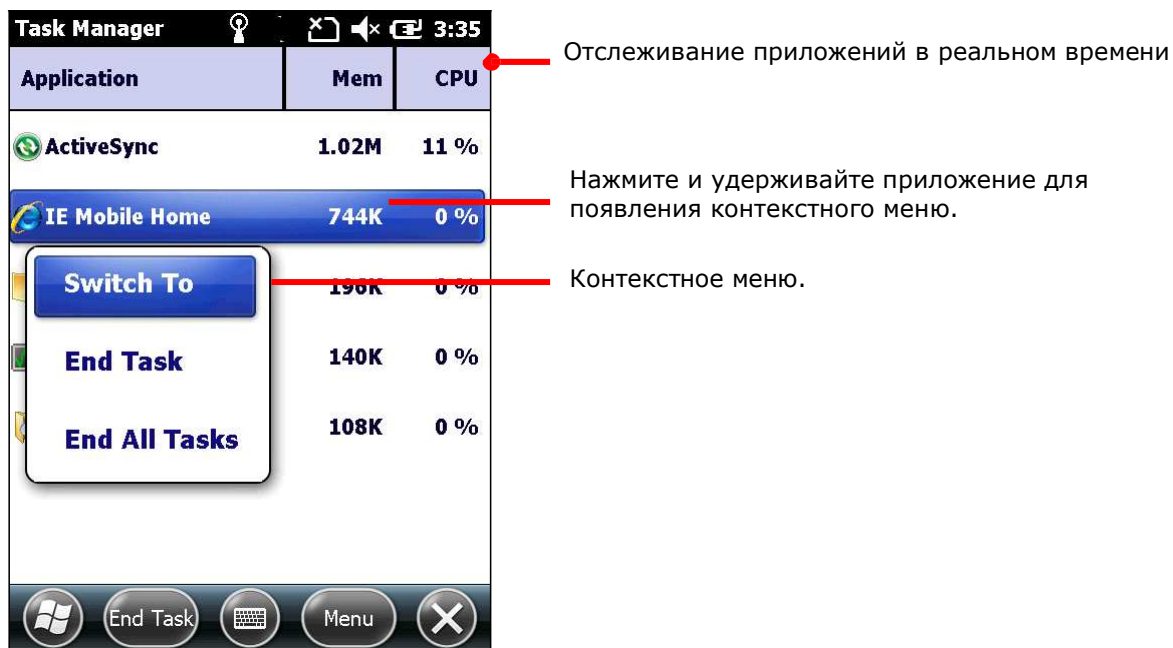 Task Manager 3:35
Application Mem CPU
Отслеживание приложений в реальном времени
ActiveSync 1.02M 11 %
IE Mobile Home 744K 0 %
Нажмите и удерживайте приложение для
появления контекстного меню.
Switch To
196K 0 %
Контекстное меню.
End Task
140K 0 %
End All Tasks
108K 0 %
End Task Menu